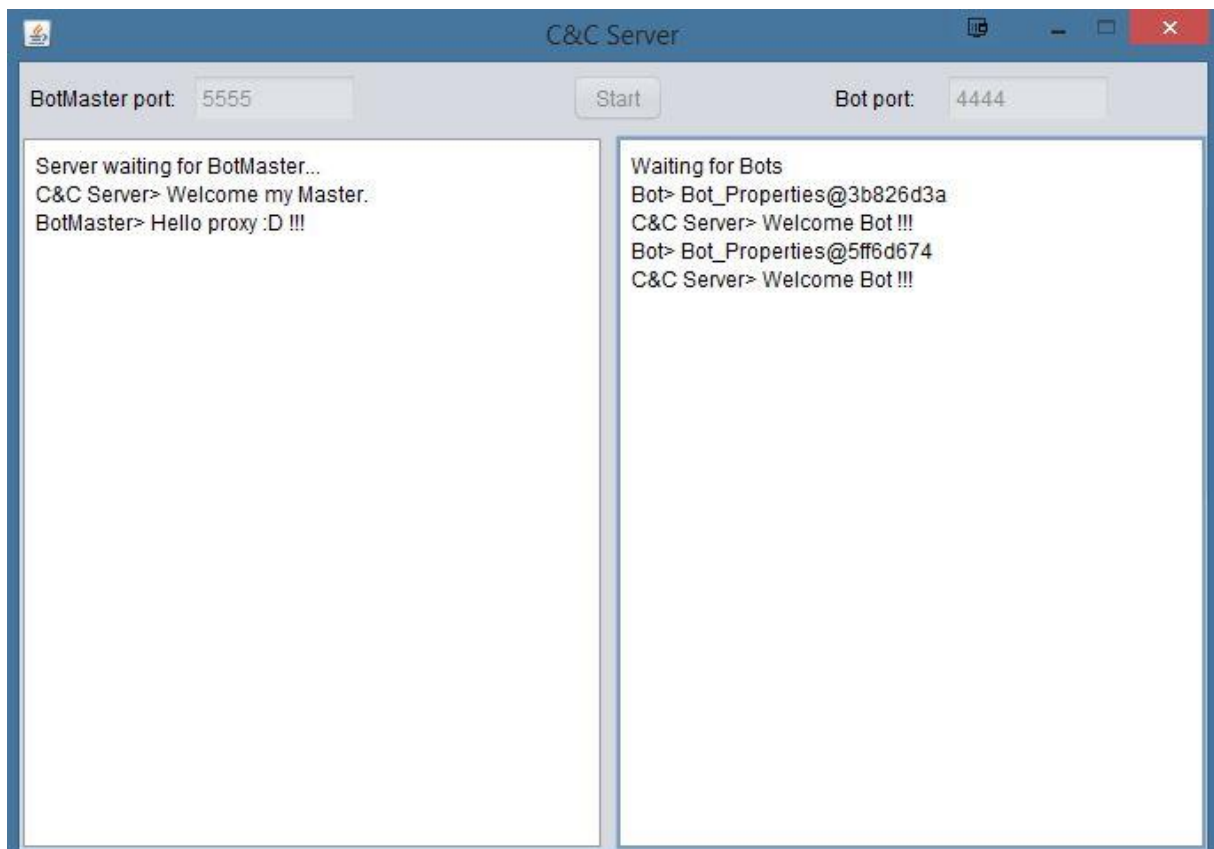 C&C Server
BotMaster port: 5555 Start Bot port: 4444
Server waiting for BotMaster...
C&C Server> Welcome my Master.
BotMaster> Hello proxy :D !!!
Waiting for Bots
Bot> Bot_Properties@3b826d3a
C&C Server> Welcome Bot !!!
Bot> Bot_Properties@5ff6d674
C&C Server> Welcome Bot !!!